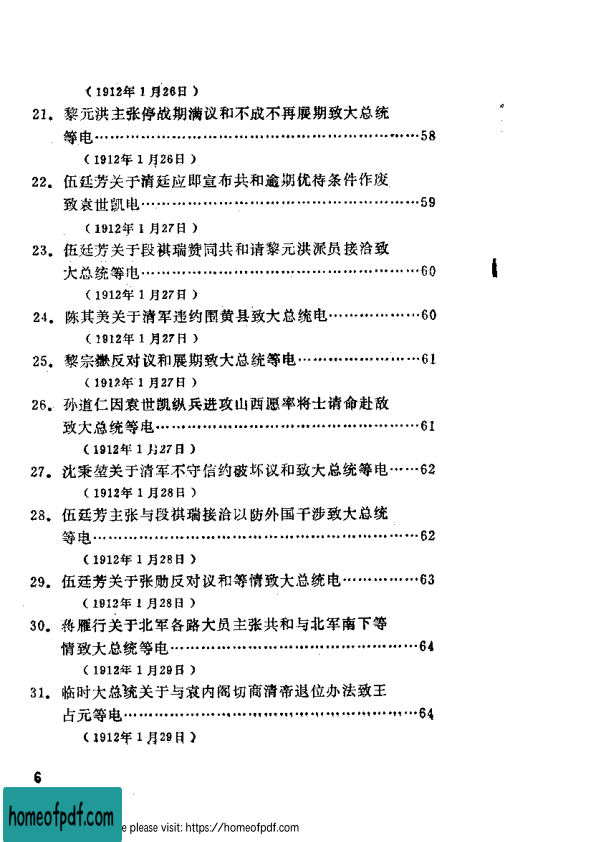 （1912年1月26日）
21. 黎元洪主张停战期满议和不成不再展期致大总统
等电……………………………………………………58
（1912年1月26日）
22. 伍廷芳关于清廷应即宣布共和逾期优待条件作废
致袁世凯电……………………………………………59
（1912年1月27日）
23. 伍廷芳关于段祺瑞赞同共和请黎元洪派员接洽致
大总统等电……………………………………………60
（1912年1月27日）
24. 陈其美关于清军违约围黄县致大总统电……………60
（1912年1月27日）
25. 黎宗嶽反对议和展期致大总统等电…………………61
（1912年1月27日）
26. 孙道仁因袁世凯纵兵进攻山西愿率将士请命赴敌
致大总统等电…………………………………………61
（1912年1月27日）
27. 沈秉堃关于清军不守信约破坏议和致大总统等电……62
（1912年1月28日）
28. 伍廷芳主张与段祺瑞接洽以防外国干涉致大总统
等电……………………………………………………62
（1912年1月28日）
29. 伍廷芳关于张勋反对议和等情致大总统电…………63
（1912年1月28日）
30. 蒋雁行关于北军各路大员主张共和与北军南下等
情致大总统等电………………………………………64
（1912年1月29日）
31. 临时大总统关于与袁内阁切商清帝退位办法致王
占元等电………………………………………………64
（1912年1月29日）
6
homeofpdf.com
e please visit: https://homeofpdf.com